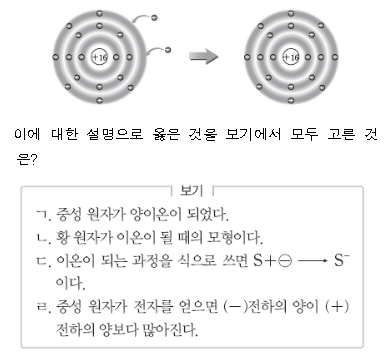 +16
+16
이에 대한 설명으로 옳은 것을 보기에서 모두 고른 것
은?
보기
ㄱ. 중성 원자가 양이온이 되었다.
ㄴ. 황 원자가 이온이 될 때의 모형이다.
ㄷ. 이온이 되는 과정을 식으로 쓰면 S+⊖ ⟶ S⁻
이다.
ㄹ. 중성 원자가 전자를 얻으면 (-)전하의 양이 (+)
전하의 양보다 많아진다.